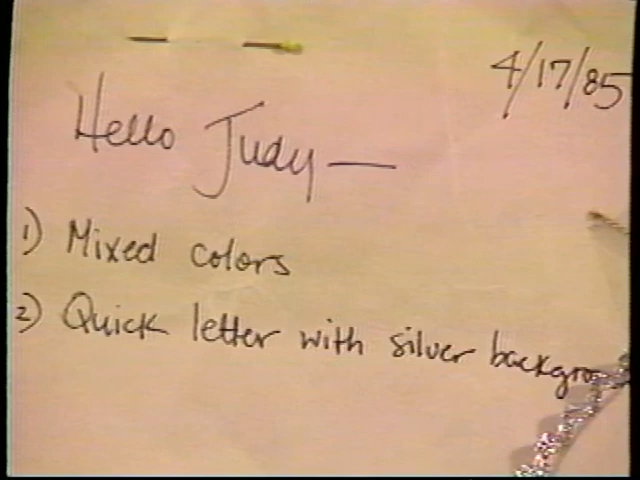 4/17/85
Hello Judy —
1) Mixed colors
2) Quick letter with silver backgro